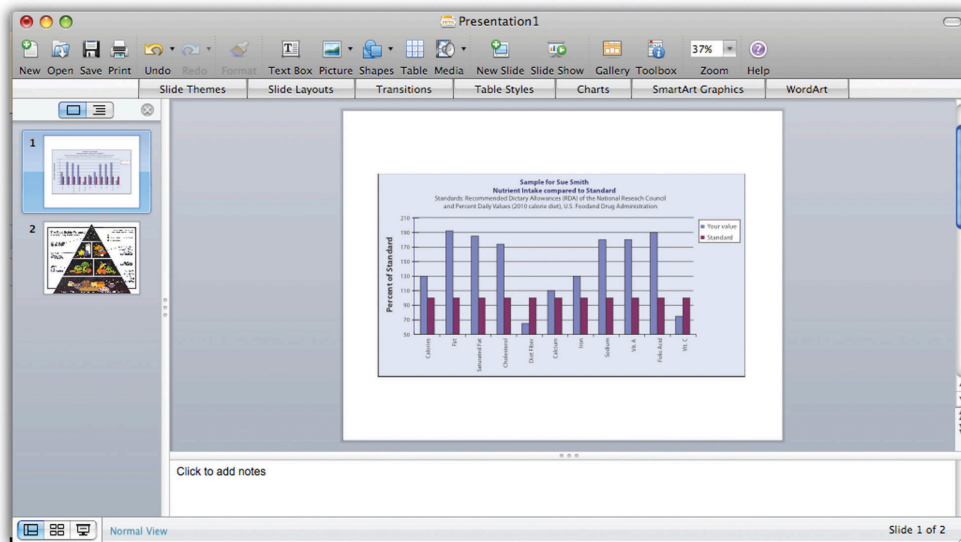 Presentation1
New Open Save Print Undo Redo Format Text Box Picture Shapes Table Media New Slide Slide Show Gallery Toolbox Zoom Help
37%
Slide Themes Slide Layouts Transitions Table Styles Charts SmartArt Graphics WordArt
1
2
Sample for Sue Smith
Nutrient Intake compared to Standard
Standards: Recommended Dictary Allowances (RDA) of the National Reseach Council
and Percent Daily Values (2010 calorie diet), U.S. Foodand Drug Administration
Percent of Standard
210
190
170
150
130
110
90
70
50
Your value
Standard
Calories
Fat
Saturated Fat
Cholesterol
Diet Fiber
Calcium
Iron
Sodium
Vit. A
Folic Acid
Vit. C
Click to add notes
Normal View
Slide 1 of 2